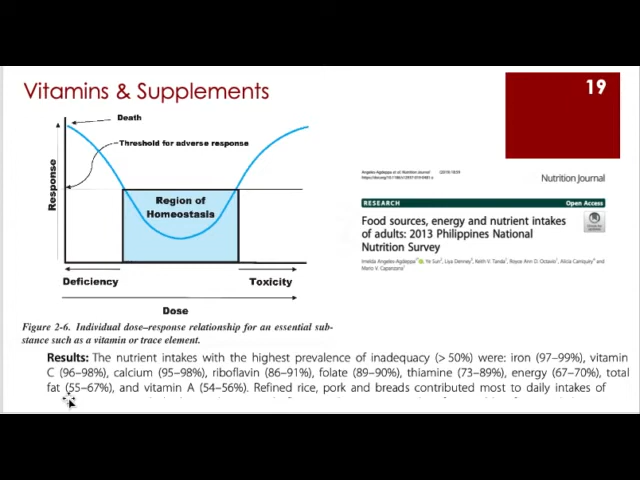 Vitamins & Supplements
19
Death
Threshold for adverse response
Response
Region of
Homeostasis
Deficiency
Toxicity
Dose
Figure 2-6. Individual dose–response relationship for an essential sub-
stance such as a vitamin or trace element.
Nutrition Journal
RESEARCH
Open Access
Food sources, energy and nutrient intakes
of adults: 2013 Philippines National
Nutrition Survey
Results: The nutrient intakes with the highest prevalence of inadequacy (> 50%) were: iron (97–99%), vitamin
C (96–98%), calcium (95–98%), riboflavin (86–91%), folate (89–90%), thiamine (73–89%), energy (67–70%), total
fat (55–67%), and vitamin A (54–56%). Refined rice, pork and breads contributed most to daily intakes of